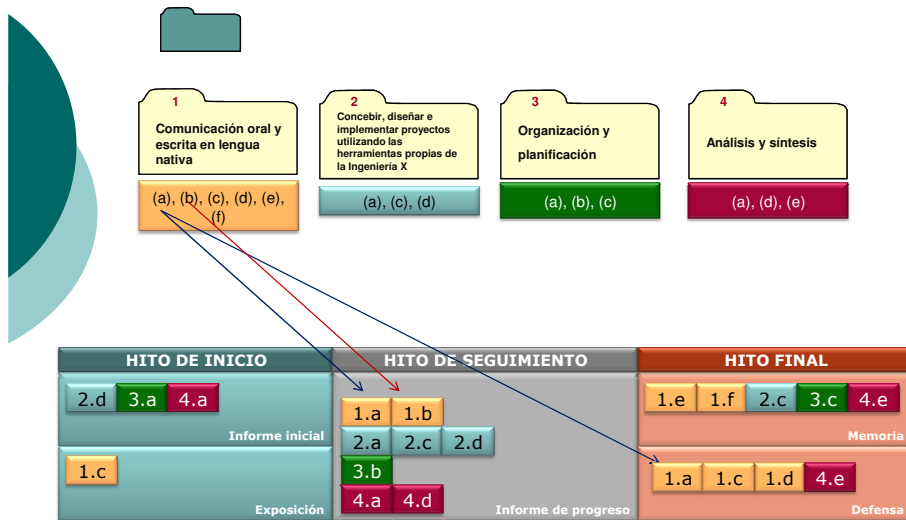 1
Comunicación oral y
escrita en lengua
nativa
(a), (b), (c), (d), (e),
(f)
2
Concebir, diseñar e
implementar proyectos
utilizando las
herramientas propias de
la Ingeniería X
(a), (c), (d)
3
Organización y
planificación
(a), (b), (c)
4
Análisis y síntesis
(a), (d), (e)
HITO DE INICIO
2.d 3.a 4.a
Informe inicial
1.c
Exposición
HITO DE SEGUIMIENTO
1.a 1.b
2.a 2.c 2.d
3.b
4.a 4.d
Informe de progreso
HITO FINAL
1.e 1.f 2.c 3.c 4.e
Memoria
1.a 1.c 1.d 4.e
Defensa